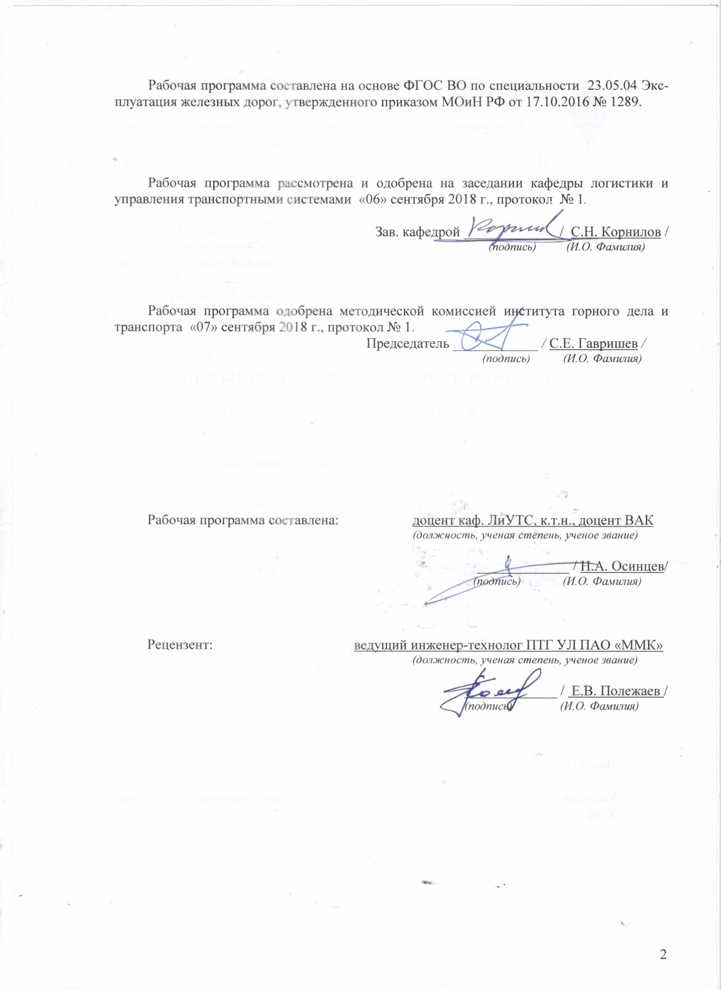 Рабочая программа составлена на основе ФГОС ВО по специальности 23.05.04 Экс-
плуатация железных дорог, утвержденного приказом МОиН РФ от 17.10.2016 № 1289.
Рабочая программа рассмотрена и одобрена на заседании кафедры логистики и
управления транспортными системами «06» сентября 2018 г., протокол № 1.
Зав. кафедрой ______________ / С.Н. Корнилов /
(подпись) (И.О. Фамилия)
Рабочая программа одобрена методической комиссией института горного дела и
транспорта «07» сентября 2018 г., протокол № 1.
Председатель _____________ / С.Е. Гавришев /
(подпись) (И.О. Фамилия)
Рабочая программа составлена: доцент каф. ЛиУТС, к.т.н., доцент ВАК
(должность, ученая степень, ученое звание)
______________ / Н.А. Осинцев/
(подпись) (И.О. Фамилия)
Рецензент: ведущий инженер-технолог ПТГ УЛ ПАО «ММК»
(должность, ученая степень, ученое звание)
______________ / Е.В. Полежаев /
(подпись) (И.О. Фамилия)
2